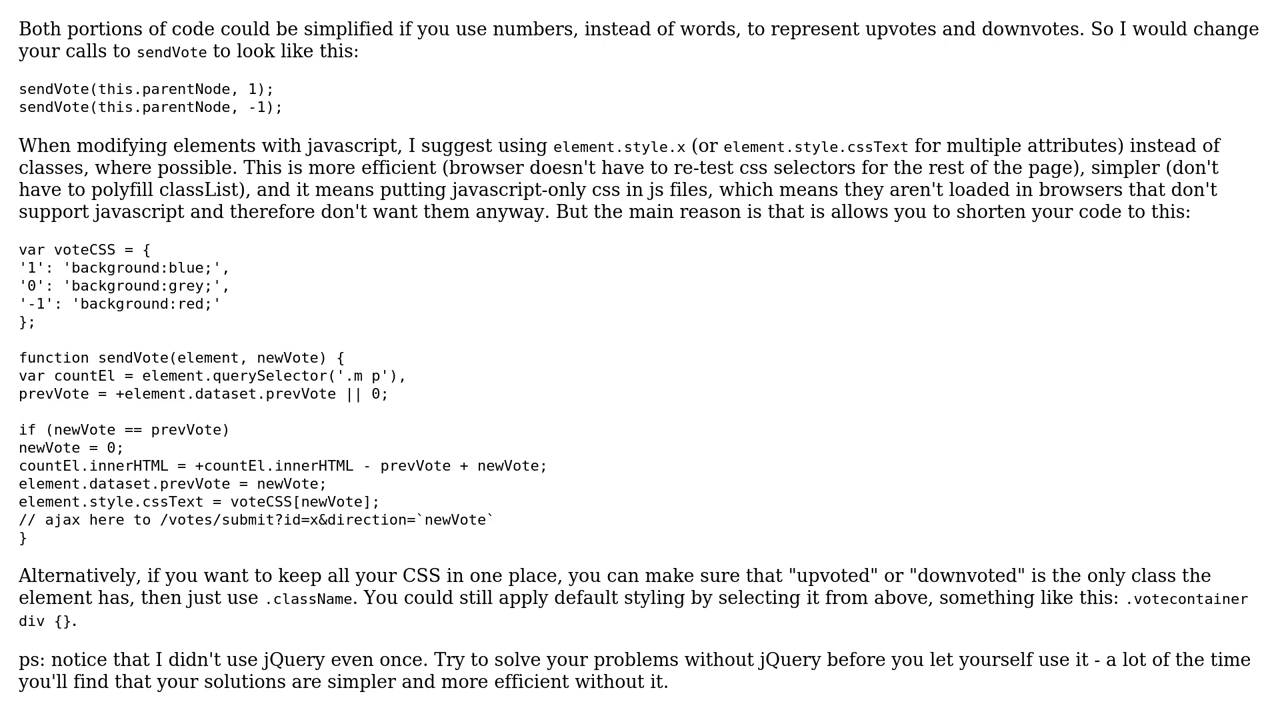 Both portions of code could be simplified if you use numbers, instead of words, to represent upvotes and downvotes. So I would change
your calls to sendVote to look like this:
sendVote(this.parentNode, 1);
sendVote(this.parentNode, -1);
When modifying elements with javascript, I suggest using element.style.x (or element.style.cssText for multiple attributes) instead of
classes, where possible. This is more efficient (browser doesn't have to re-test css selectors for the rest of the page), simpler (don't
have to polyfill classList), and it means putting javascript-only css in js files, which means they aren't loaded in browsers that don't
support javascript and therefore don't want them anyway. But the main reason is that is allows you to shorten your code to this:
var voteCSS = {
'1': 'background:blue;',
'0': 'background:grey;',
'-1': 'background:red;'
};
function sendVote(element, newVote) {
var countEl = element.querySelector('.m p'),
prevVote = +element.dataset.prevVote || 0;
if (newVote == prevVote)
newVote = 0;
countEl.innerHTML = +countEl.innerHTML - prevVote + newVote;
element.dataset.prevVote = newVote;
element.style.cssText = voteCSS[newVote];
// ajax here to /votes/submit?id=x&direction=`newVote`
}
Alternatively, if you want to keep all your CSS in one place, you can make sure that "upvoted" or "downvoted" is the only class the
element has, then just use .className. You could still apply default styling by selecting it from above, something like this: .votecontainer
div {}.
ps: notice that I didn't use jQuery even once. Try to solve your problems without jQuery before you let yourself use it - a lot of the time
you'll find that your solutions are simpler and more efficient without it.